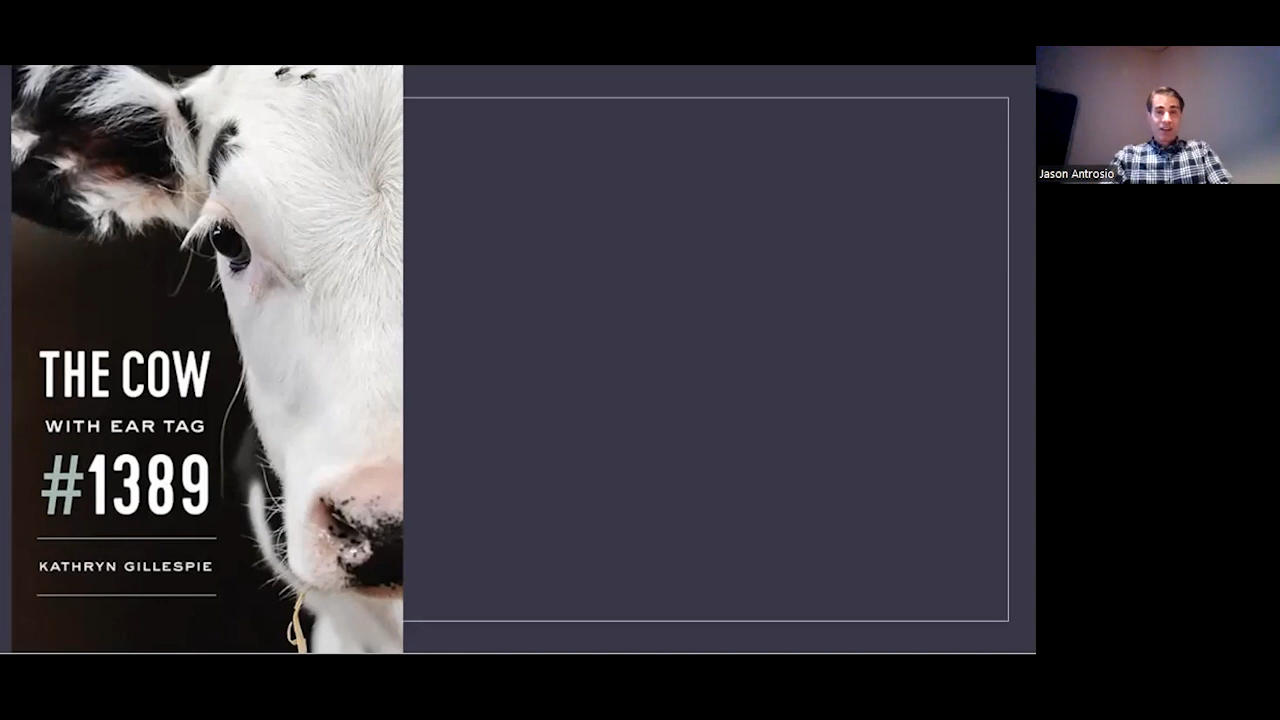 THE COW
WITH EAR TAG
#1389
KATHRYN GILLESPIE
Jason Antrosio